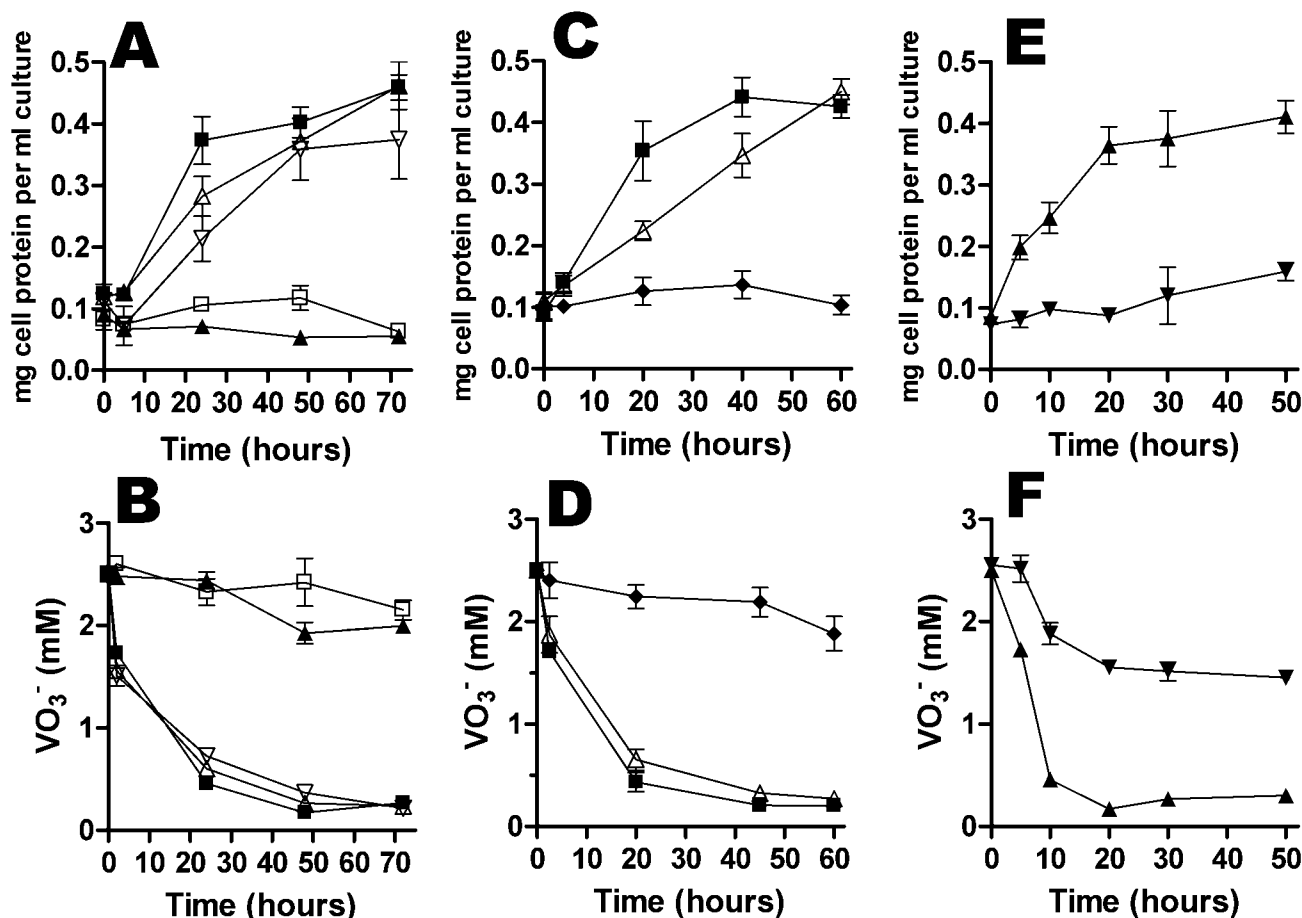 A
mg cell protein per ml culture
0.5
0.4
0.3
0.2
0.1
0.0
0 10 20 30 40 50 60 70
Time (hours)
C
mg cell protein per ml culture
0.5
0.4
0.3
0.2
0.1
0.0
0 10 20 30 40 50 60
Time (hours)
E
mg cell protein per ml culture
0.5
0.4
0.3
0.2
0.1
0.0
0 10 20 30 40 50
Time (hours)
B
VO₃⁻ (mM)
3
2
1
0
0 10 20 30 40 50 60 70
Time (hours)
D
VO₃⁻ (mM)
3
2
1
0
0 10 20 30 40 50 60
Time (hours)
F
VO₃⁻ (mM)
3
2
1
0
0 10 20 30 40 50
Time (hours)